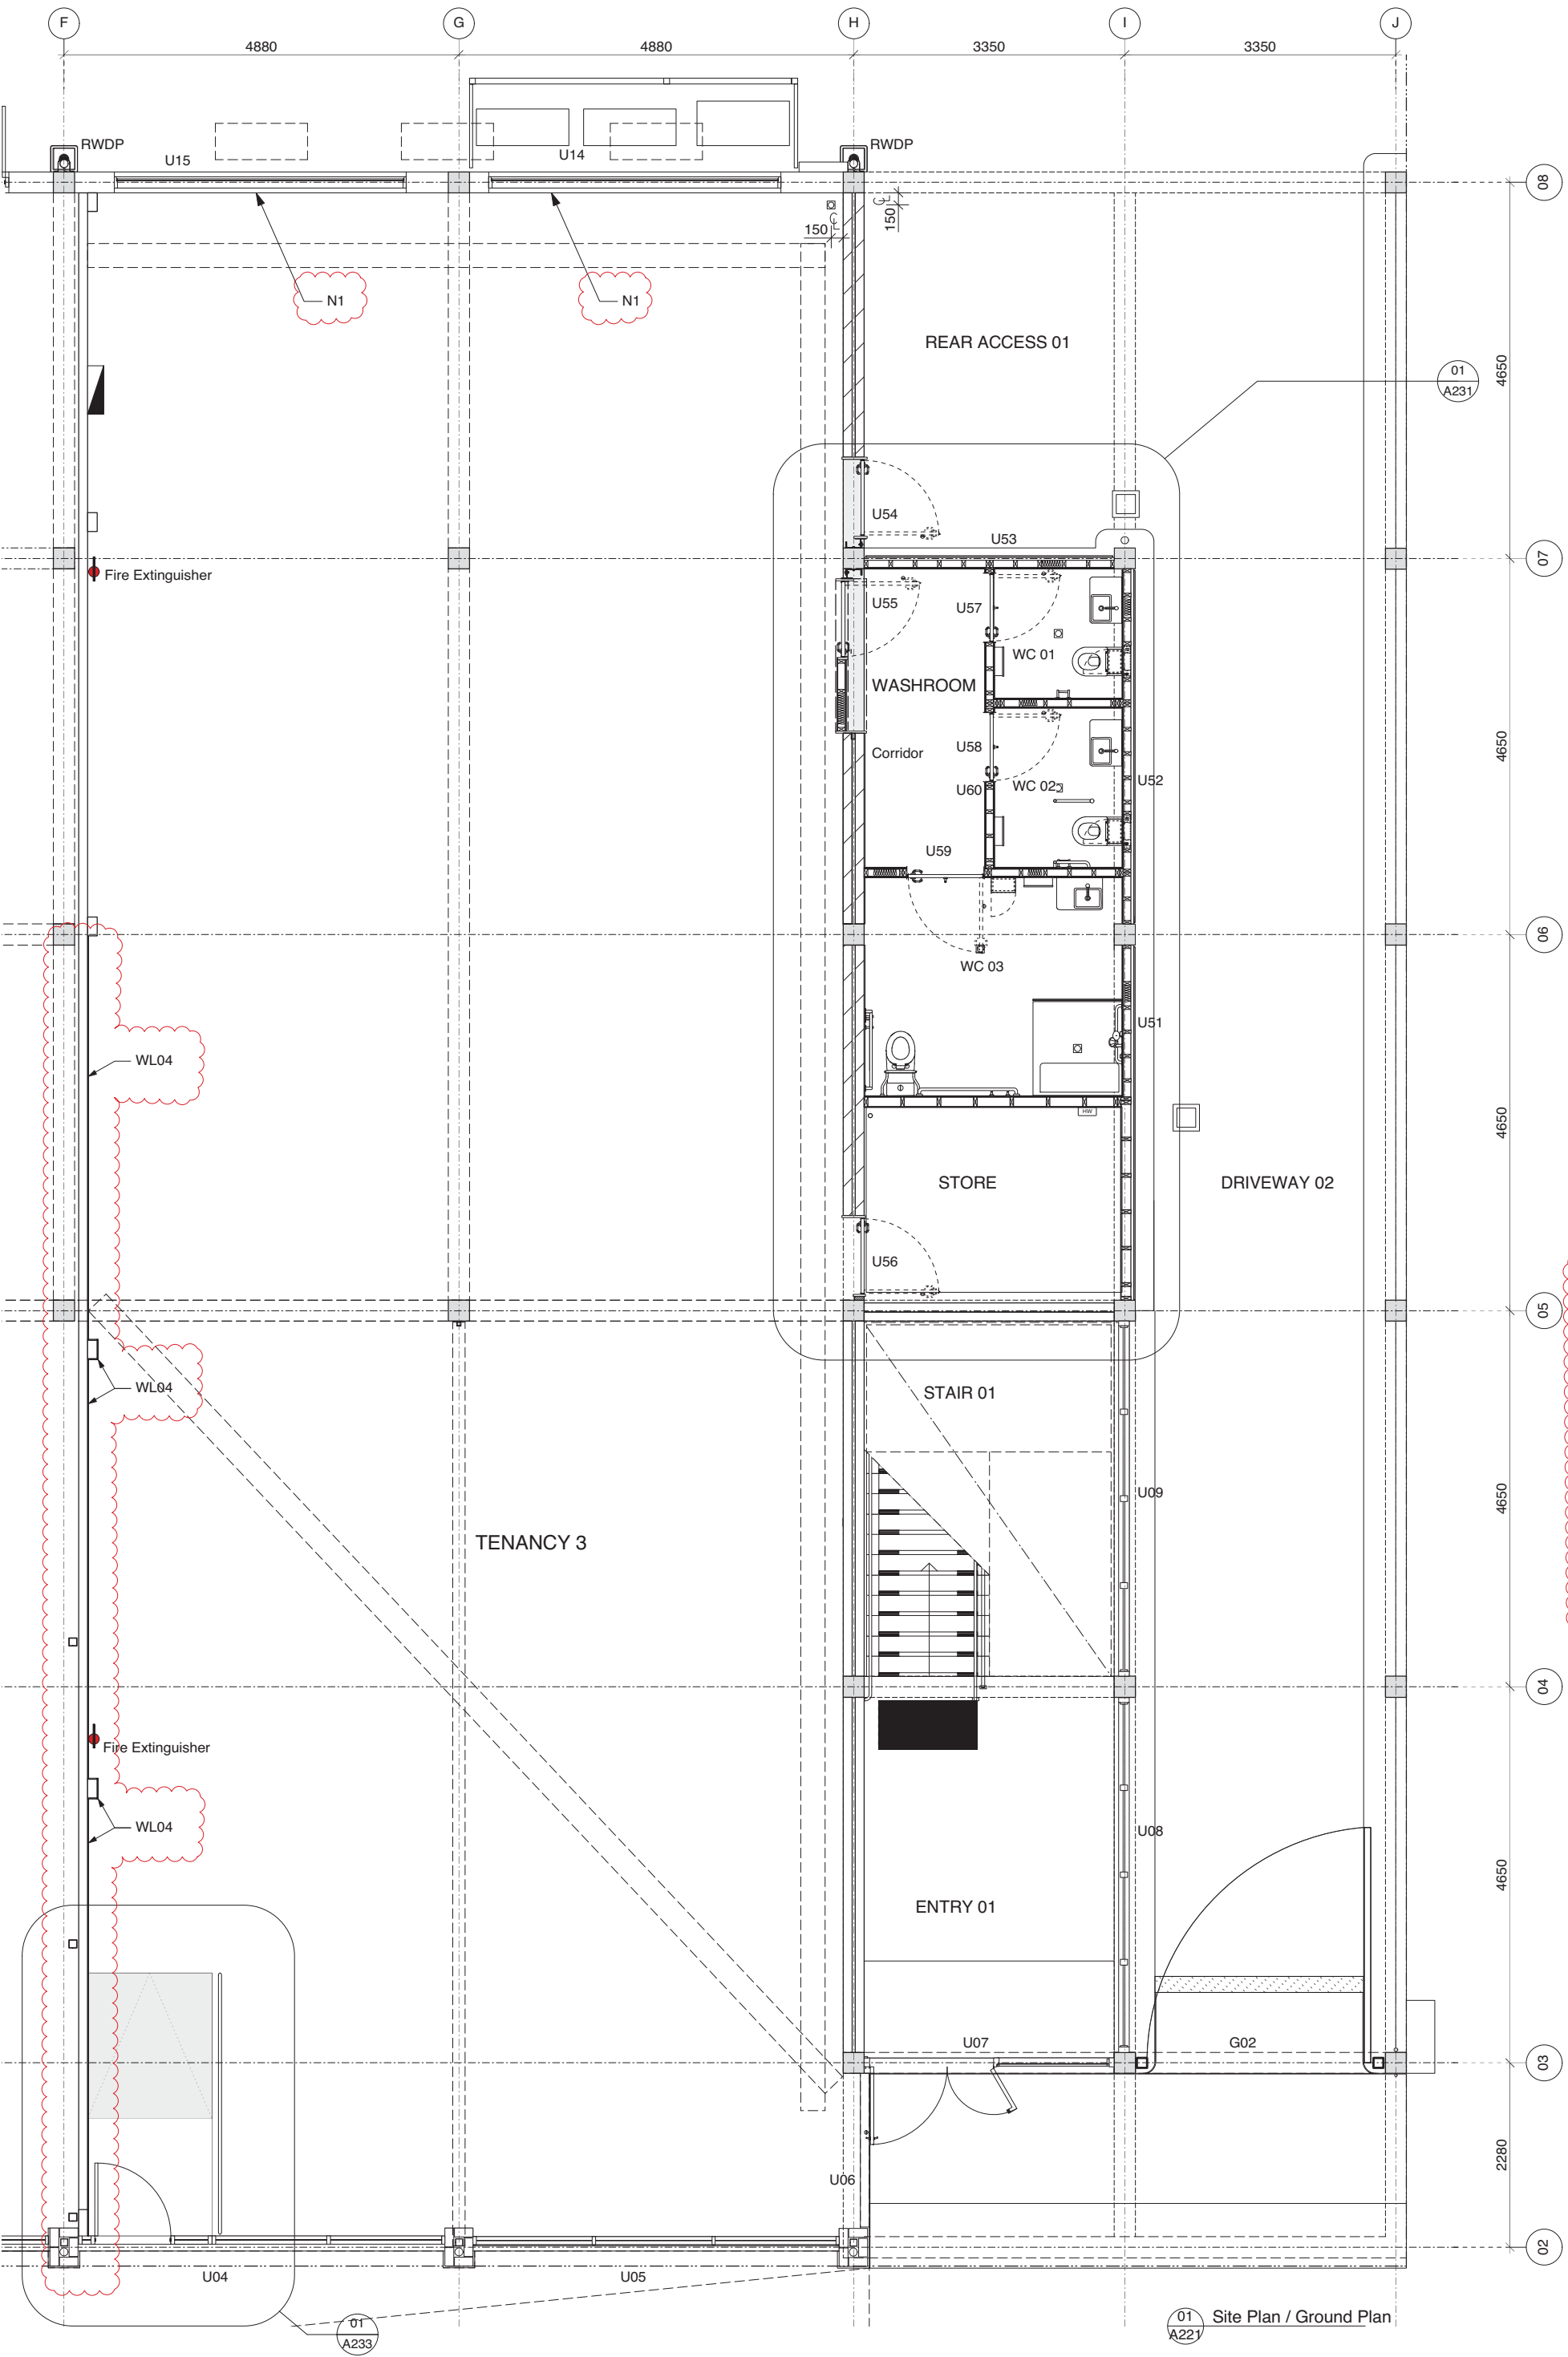 F
G
H
I
J
4880
4880
3350
3350
RWDP
RWDP
U15
U14
08
150
150
N1
N1
REAR ACCESS 01
4650
01
A231
U54
U53
07
Fire Extinguisher
U55
U57
WC 01
WASHROOM
4650
U58
Corridor
U60
WC 02
U52
U59
06
WC 03
U51
WL04
HW
4650
STORE
DRIVEWAY 02
U56
05
WL04
STAIR 01
U09
4650
TENANCY 3
04
Fire Extinguisher
WL04
U08
4650
ENTRY 01
U07
G02
03
U06
2280
02
U04
U05
01
A233
01
A221
Site Plan / Ground Plan